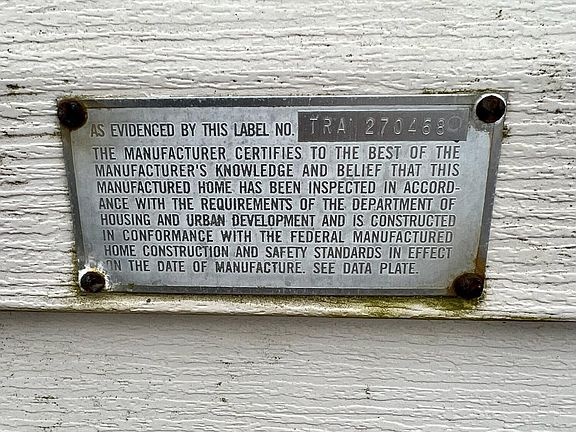 AS EVIDENCED BY THIS LABEL NO. TRA 270468
THE MANUFACTURER CERTIFIES TO THE BEST OF THE
MANUFACTURER'S KNOWLEDGE AND BELIEF THAT THIS
MANUFACTURED HOME HAS BEEN INSPECTED IN ACCORD-
ANCE WITH THE REQUIREMENTS OF THE DEPARTMENT OF
HOUSING AND URBAN DEVELOPMENT AND IS CONSTRUCTED
IN CONFORMANCE WITH THE FEDERAL MANUFACTURED
HOME CONSTRUCTION AND SAFETY STANDARDS IN EFFECT
ON THE DATE OF MANUFACTURE. SEE DATA PLATE.